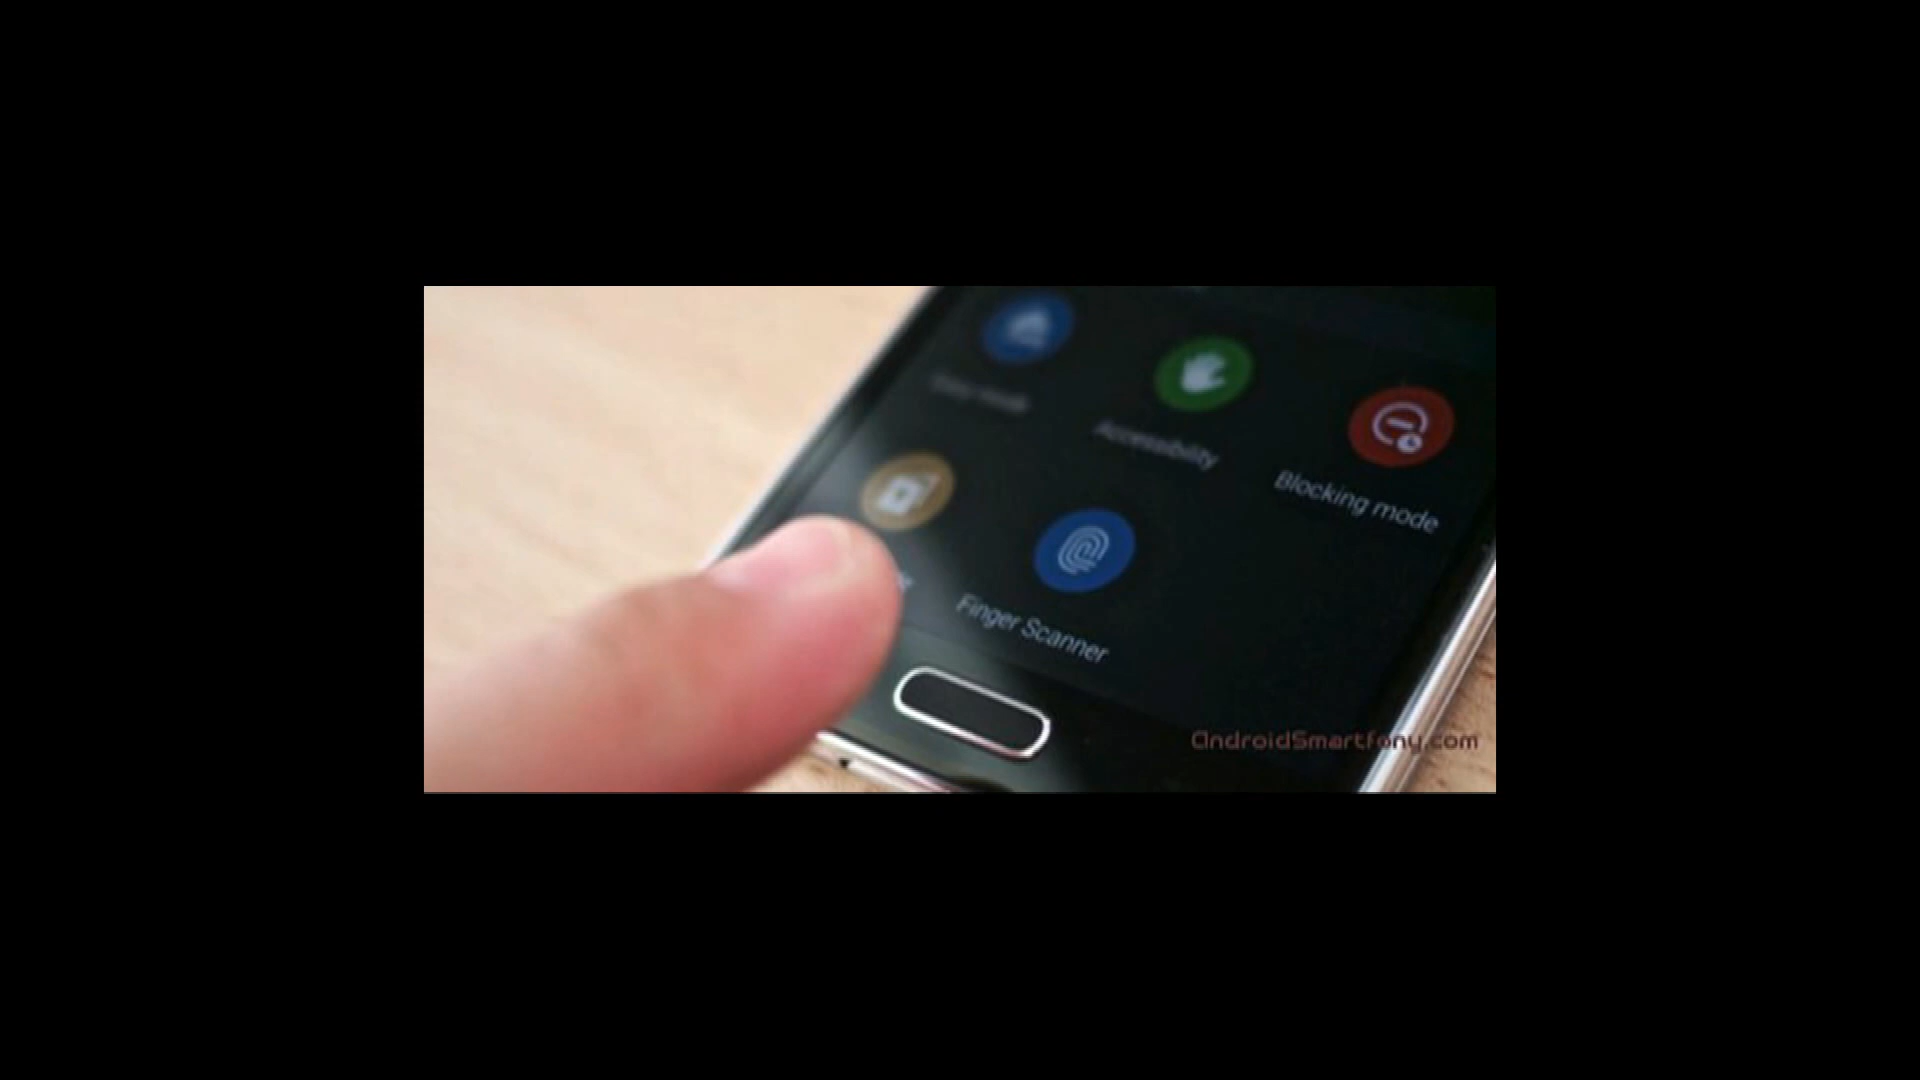 Accessibility
Blocking mode
Finger Scanner
AndroidSmartfony.com